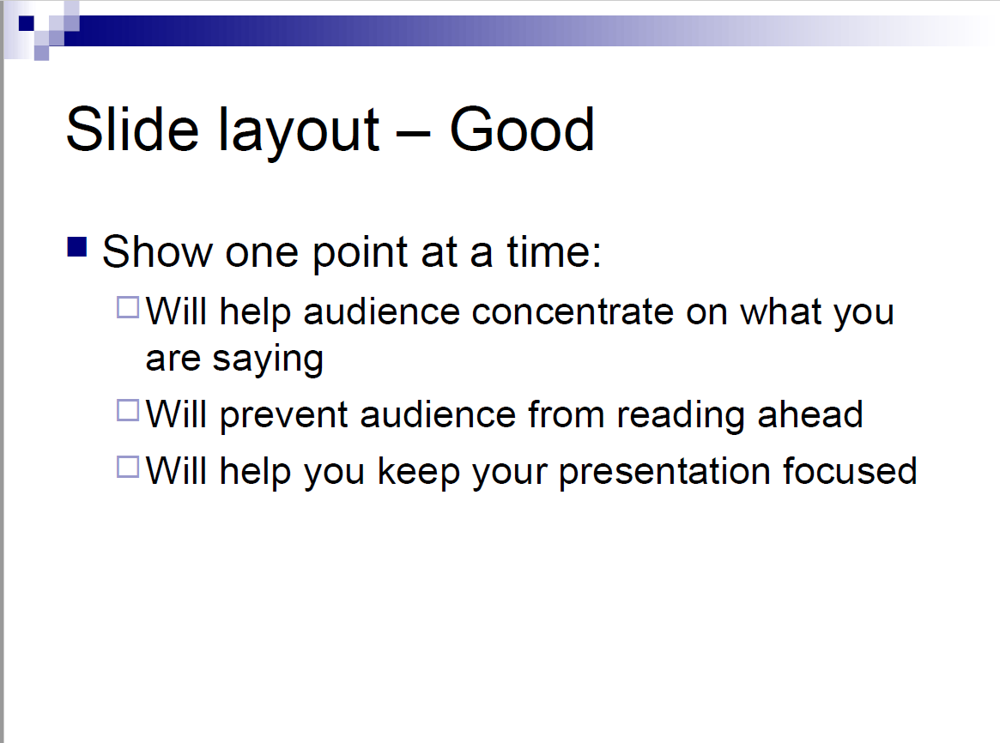 Slide layout – Good
Show one point at a time:
Will help audience concentrate on what you
are saying
Will prevent audience from reading ahead
Will help you keep your presentation focused